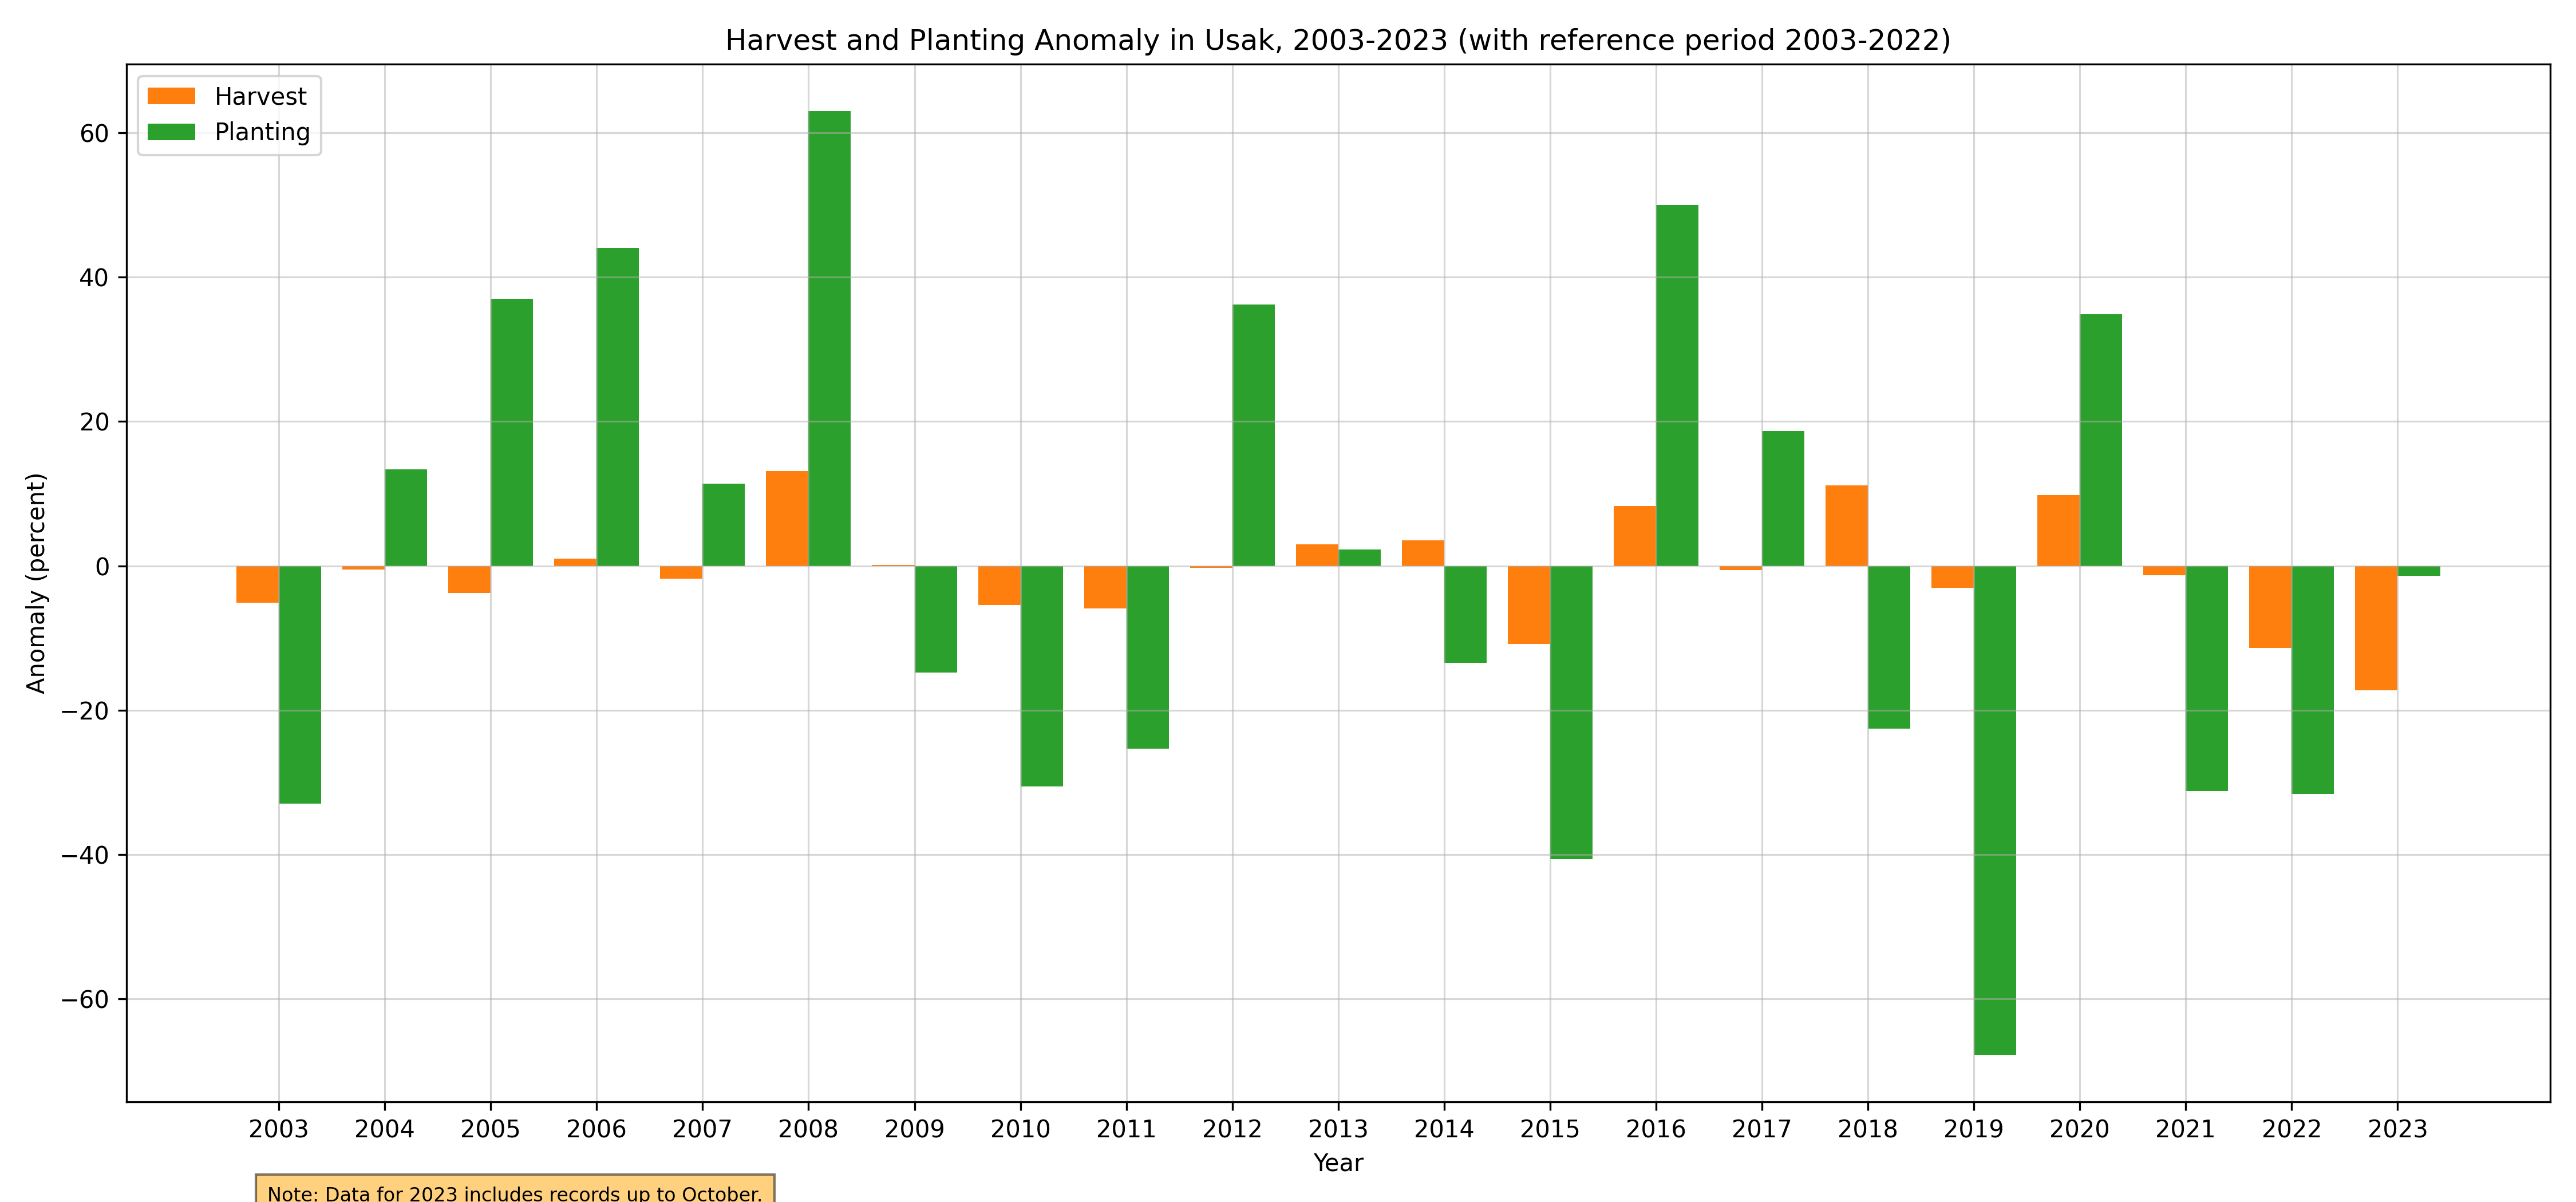 Harvest and Planting Anomaly in Usak, 2003-2023 (with reference period 2003-2022)
Harvest
Planting
60
40
20
0
−20
−40
−60
Anomaly (percent)
2003 2004 2005 2006 2007 2008 2009 2010 2011 2012 2013 2014 2015 2016 2017 2018 2019 2020 2021 2022 2023
Year
Note: Data for 2023 includes records up to October.